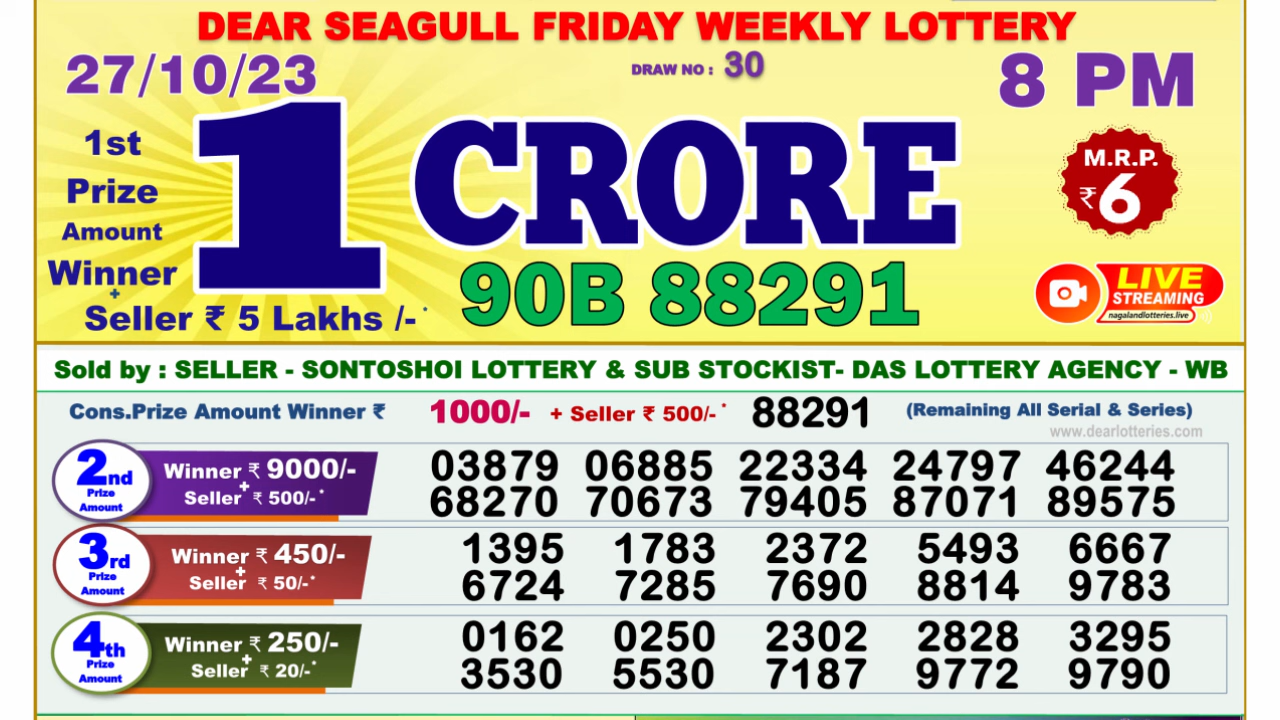 DEAR SEAGULL FRIDAY WEEKLY LOTTERY
27/10/23
DRAW NO : 30
8 PM
1st
Prize
Amount
Winner
+
Seller ₹ 5 Lakhs /-*
1 CRORE
90B 88291
M.R.P.
₹6
LIVE
STREAMING
nagalandlotteries.live
Sold by : SELLER - SONTOSHOI LOTTERY & SUB STOCKIST- DAS LOTTERY AGENCY - WB
Cons.Prize Amount Winner ₹ 1000/- + Seller ₹ 500/-* 88291 (Remaining All Serial & Series)
www.dearlotteries.com
2nd
Prize
Amount
Winner ₹ 9000/-
+
Seller ₹ 500/-*
03879 06885 22334 24797 46244
68270 70673 79405 87071 89575
3rd
Prize
Amount
Winner ₹ 450/-
+
Seller ₹ 50/-*
1395 1783 2372 5493 6667
6724 7285 7690 8814 9783
4th
Prize
Amount
Winner ₹ 250/-
+
Seller ₹ 20/-*
0162 0250 2302 2828 3295
3530 5530 7187 9772 9790